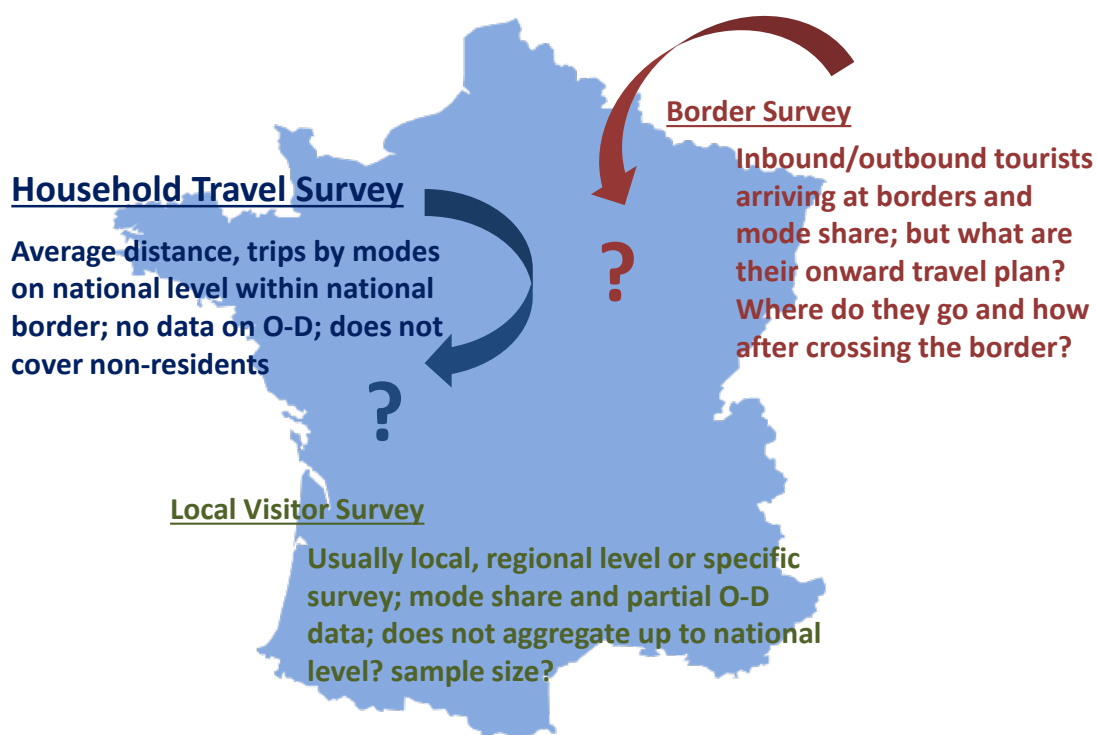 Border Survey
Inbound/outbound tourists
arriving at borders and
mode share; but what are
their onward travel plan?
Where do they go and how
after crossing the border?
?
Household Travel Survey
Average distance, trips by modes
on national level within national
border; no data on O-D; does not
cover non-residents
?
Local Visitor Survey
Usually local, regional level or specific
survey; mode share and partial O-D
data; does not aggregate up to national
level? sample size?